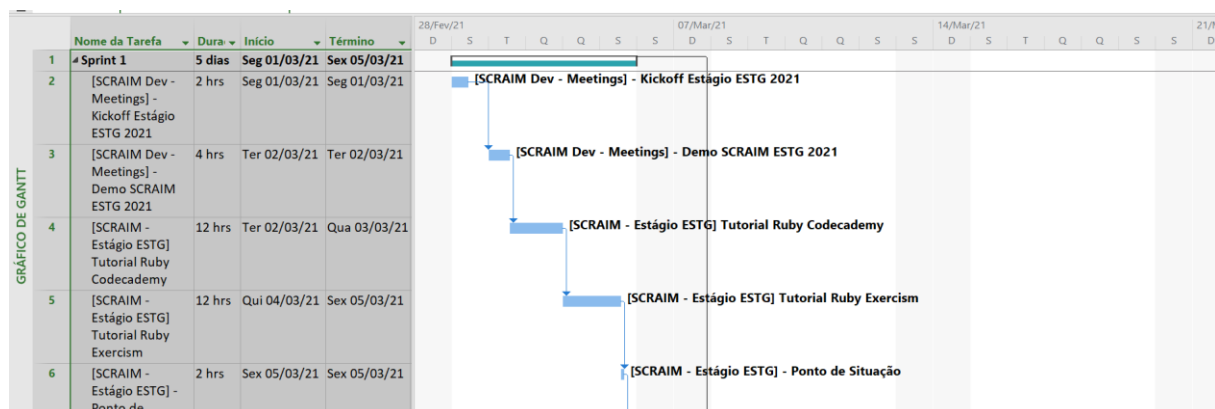 28/Fev/21 07/Mar/21 14/Mar/21
Nome da Tarefa Início Término D S T Q Q S S D S T Q Q S S D S T Q Q S S D
1 Sprint 1 5 dias Seg 01/03/21 Sex 05/03/21
2 [SCRAIM Dev - 2 hrs Seg 01/03/21 Seg 01/03/21 [SCRAIM Dev - Meetings] - Kickoff Estágio ESTG 2021
Meetings] -
Kickoff Estágio
ESTG 2021
3 [SCRAIM Dev - 4 hrs Ter 02/03/21 Ter 02/03/21 [SCRAIM Dev - Meetings] - Demo SCRAIM ESTG 2021
Meetings] -
Demo SCRAIM
ESTG 2021
4 [SCRAIM - 12 hrs Ter 02/03/21 Qua 03/03/21 [SCRAIM - Estágio ESTG] Tutorial Ruby Codecademy
Estágio ESTG]
Tutorial Ruby
Codecademy
5 [SCRAIM - 12 hrs Qui 04/03/21 Sex 05/03/21 [SCRAIM - Estágio ESTG] Tutorial Ruby Exercism
Estágio ESTG]
Tutorial Ruby
Exercism
6 [SCRAIM - 2 hrs Sex 05/03/21 Sex 05/03/21 [SCRAIM - Estágio ESTG] - Ponto de Situação
Estágio ESTG] -
Ponto de
GRÁFICO DE GANTT